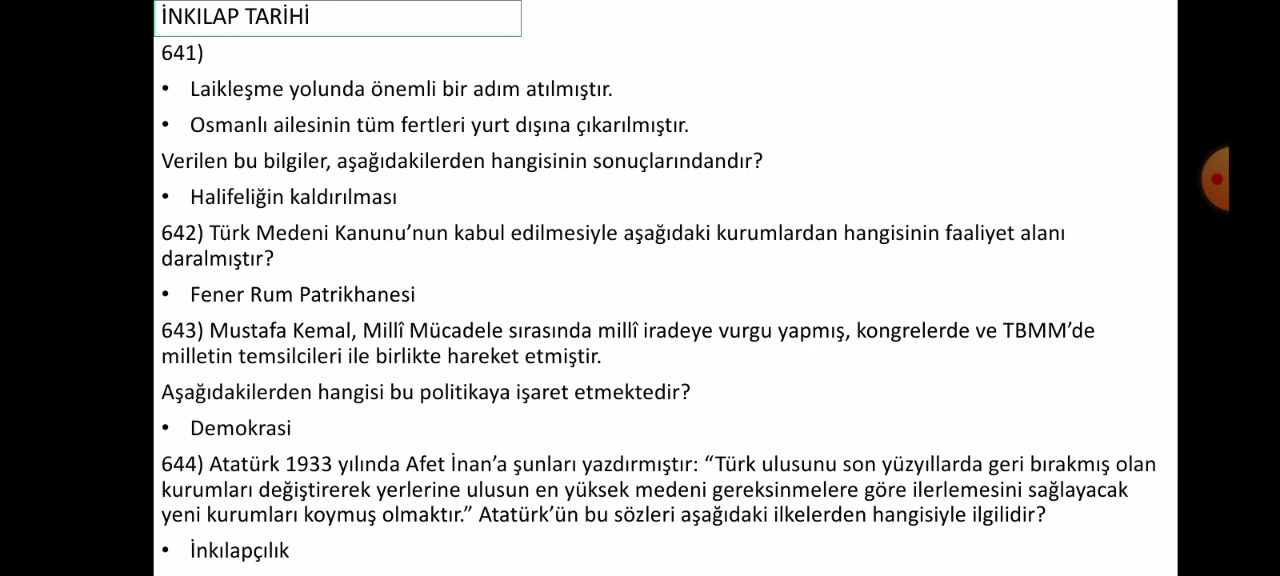 İNKILAP TARİHİ
641)
• Laikleşme yolunda önemli bir adım atılmıştır.
• Osmanlı ailesinin tüm fertleri yurt dışına çıkarılmıştır.
Verilen bu bilgiler, aşağıdakilerden hangisinin sonuçlarındandır?
• Halifeliğin kaldırılması
642) Türk Medeni Kanunu’nun kabul edilmesiyle aşağıdaki kurumlardan hangisinin faaliyet alanı
daralmıştır?
• Fener Rum Patrikhanesi
643) Mustafa Kemal, Millî Mücadele sırasında millî iradeye vurgu yapmış, kongrelerde ve TBMM’de
milletin temsilcileri ile birlikte hareket etmiştir.
Aşağıdakilerden hangisi bu politikaya işaret etmektedir?
• Demokrasi
644) Atatürk 1933 yılında Afet İnan’a şunları yazdırmıştır: “Türk ulusunu son yüzyıllarda geri bırakmış olan
kurumları değiştirerek yerlerine ulusun en yüksek medeni gereksinmelere göre ilerlemesini sağlayacak
yeni kurumları koymuş olmaktır.” Atatürk’ün bu sözleri aşağıdaki ilkelerden hangisiyle ilgilidir?
• İnkılapçılık